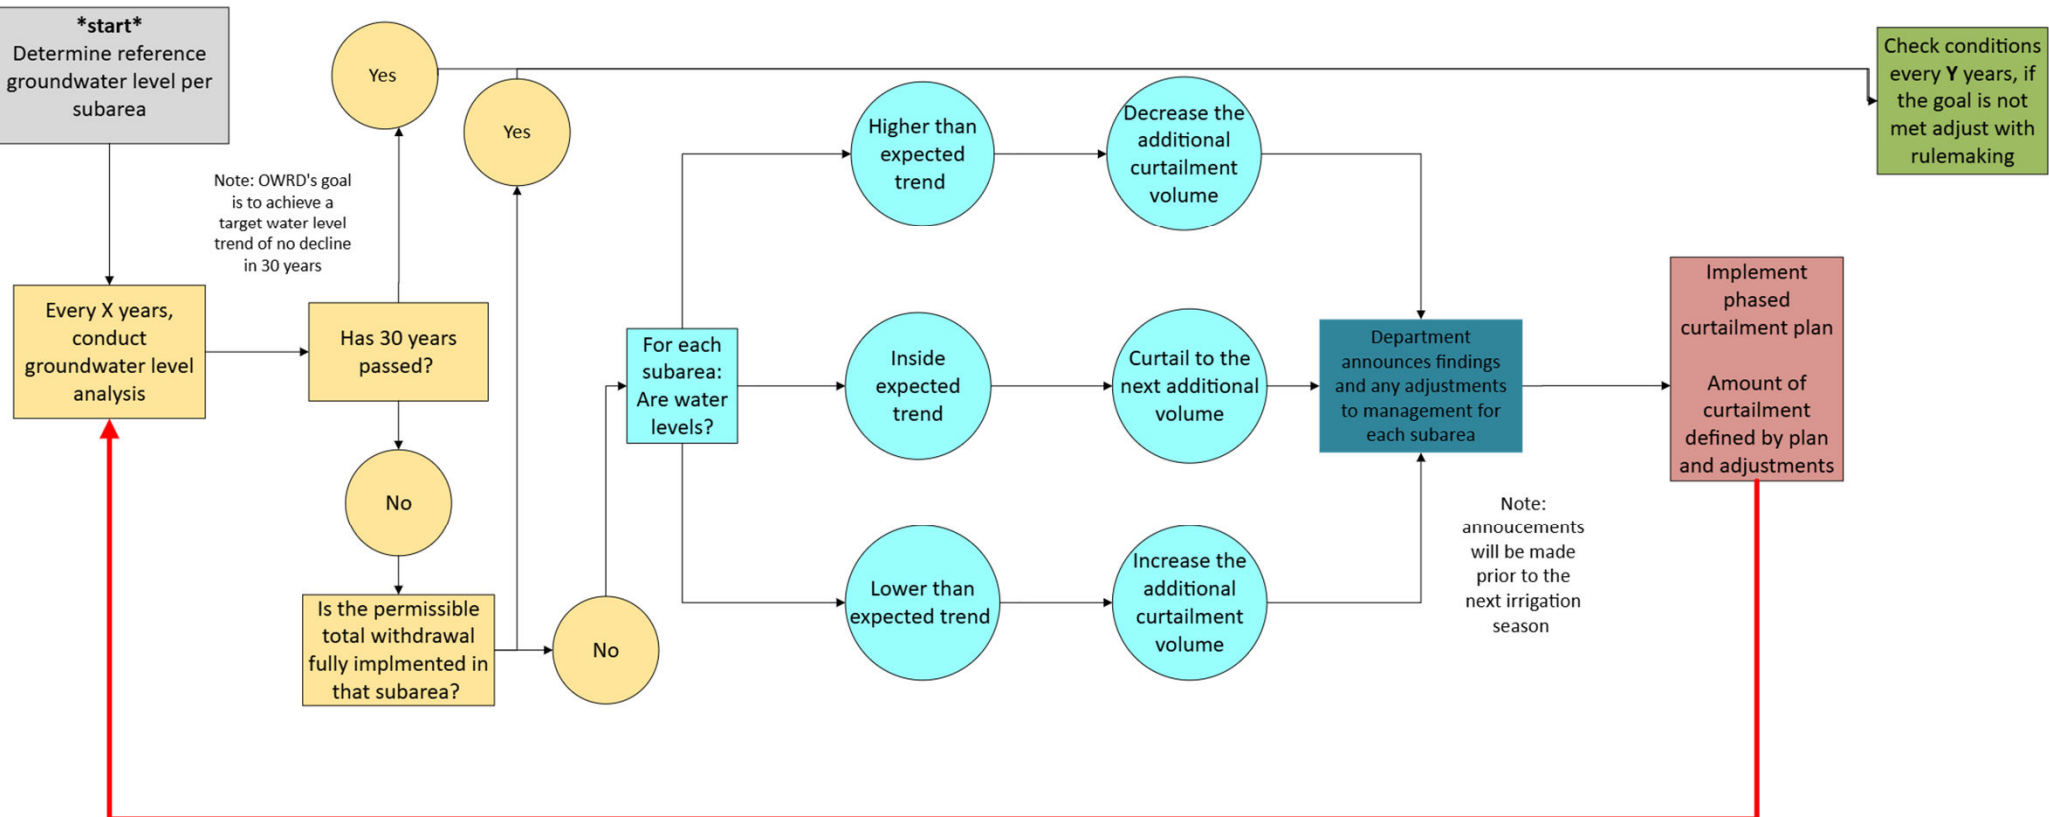 *start*
Determine reference
groundwater level per
subarea
Every X years,
conduct
groundwater level
analysis
Note: OWRD's goal
is to achieve a
target water level
trend of no decline
in 30 years
Yes
Yes
Has 30 years
passed?
No
Is the permissible
total withdrawal
fully implmented in
that subarea?
No
For each
subarea:
Are water
levels?
Higher than
expected
trend
Decrease the
additional
curtailment
volume
Inside
expected
trend
Curtail to the
next additional
volume
Lower than
expected trend
Increase the
additional
curtailment
volume
Department
announces findings
and any adjustments
to management for
each subarea
Note:
annoucements
will be made
prior to the
next irrigation
season
Implement
phased
curtailment plan
Amount of
curtailment
defined by plan
and adjustments
Check conditions
every Y years, if
the goal is not
met adjust with
rulemaking